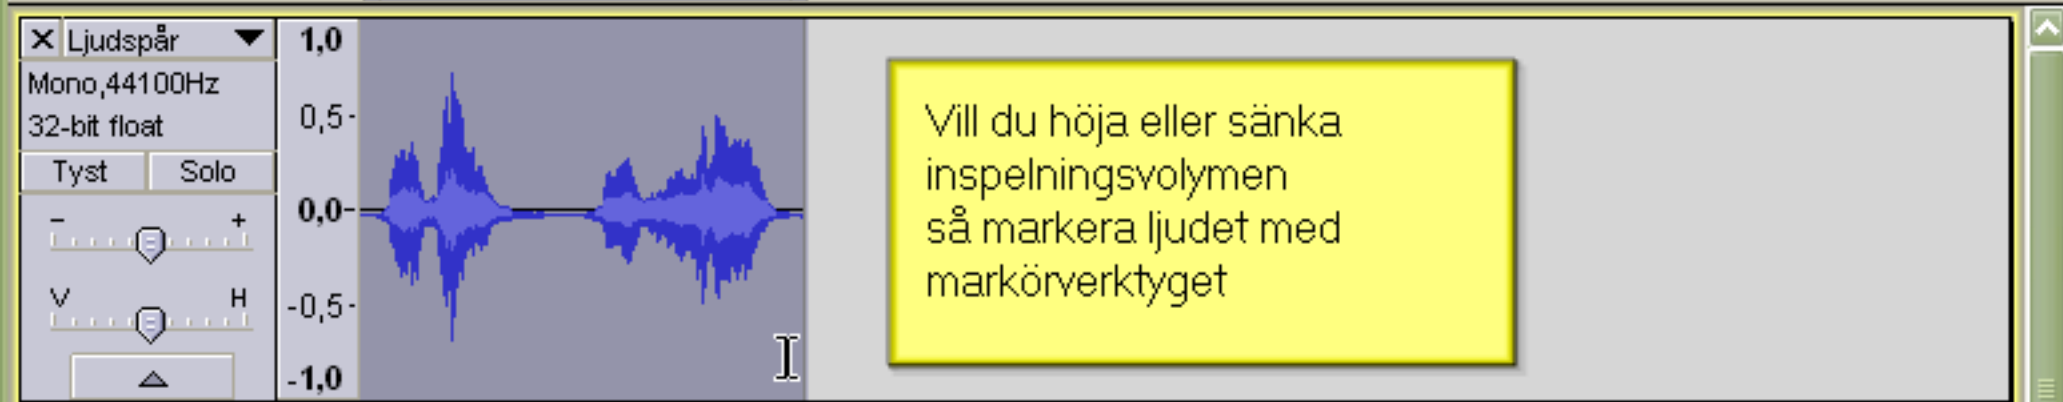 Ljudspår
Mono,44100Hz
32-bit float
Tyst Solo
- +
V H
1,0
0,5-
0,0-
-0,5-
-1,0
Vill du höja eller sänka
inspelningsvolymen
så markera ljudet med
markörverktyget